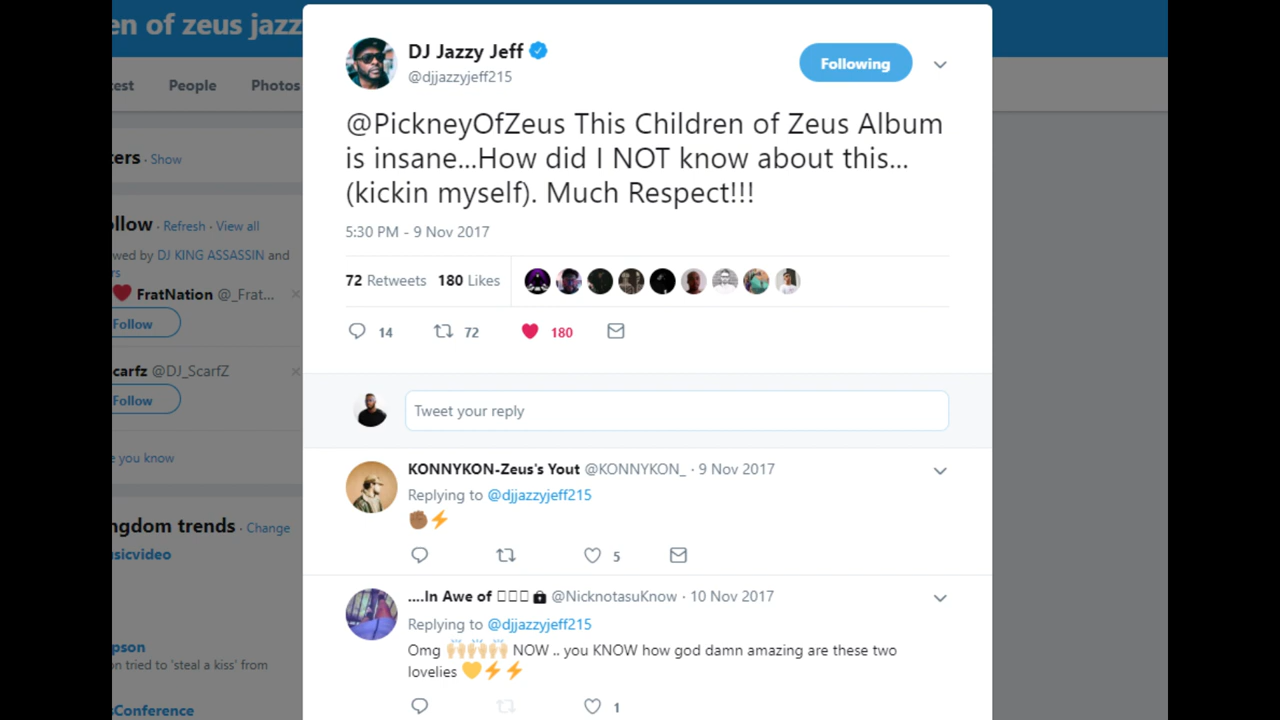 en of zeus jazz
est People Photos
ers · Show
llow · Refresh · View all
wed by DJ KING ASSASSIN and
rs
❤ FratNation @_Frat... ×
Follow
carfz @DJ_ScarfZ ×
Follow
e you know
ngdom trends · Change
usicvideo
pson
on tried to 'steal a kiss' from
sConference
DJ Jazzy Jeff
@djjazzyjeff215
Following
@PickneyOfZeus This Children of Zeus Album
is insane...How did I NOT know about this...
(kickin myself). Much Respect!!!
5:30 PM - 9 Nov 2017
72 Retweets 180 Likes
14 72 180
Tweet your reply
KONNYKON-Zeus's Yout @KONNYKON_ · 9 Nov 2017
Replying to @djjazzyjeff215
✊🏾⚡
5
....In Awe of □□□ @NicknotasuKnow · 10 Nov 2017
Replying to @djjazzyjeff215
Omg 🙌🏼🙌🏼🙌🏼 NOW .. you KNOW how god damn amazing are these two
lovelies 💛⚡⚡
1